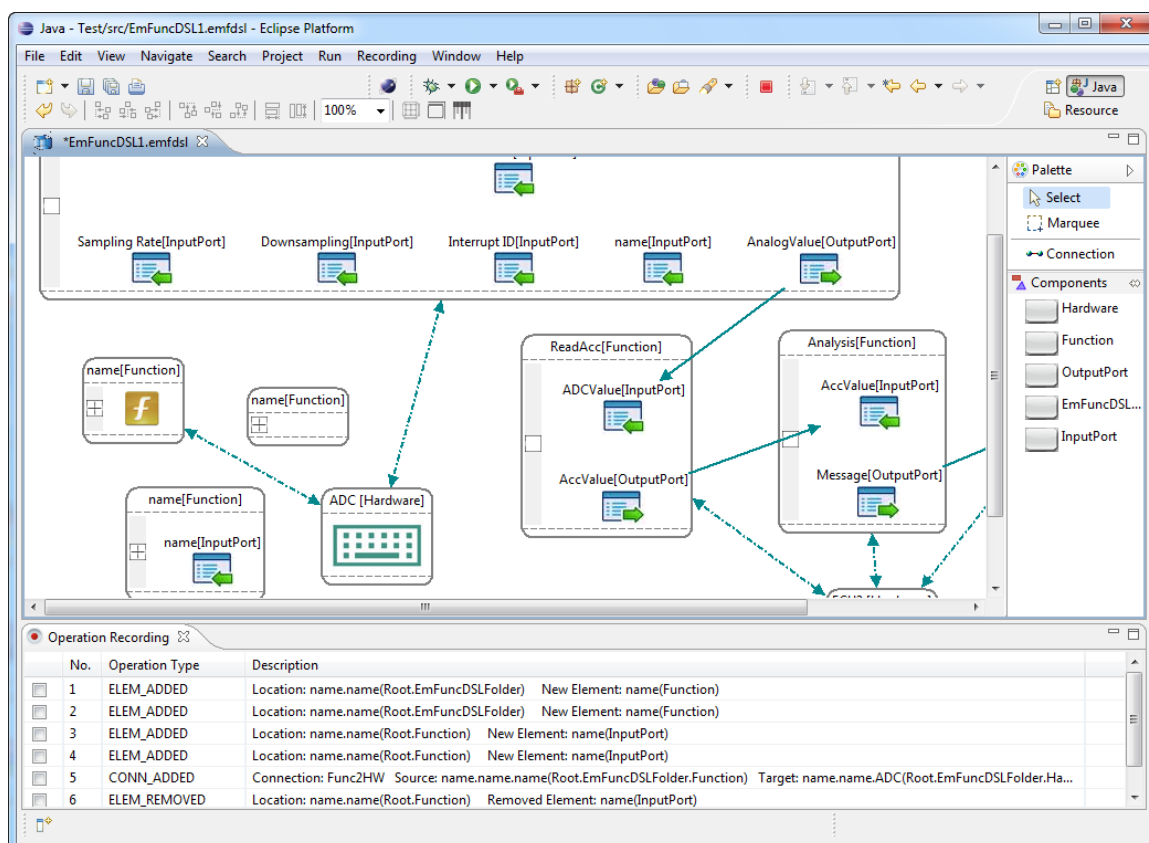 Java - Test/src/EmFuncDSL1.emfdsl - Eclipse Platform
File Edit View Navigate Search Project Run Recording Window Help
Java
100%
Resource
*EmFuncDSL1.emfdsl
Palette
Select
Marquee
Connection
Components
Hardware
Function
OutputPort
EmFuncDSL...
InputPort
Sampling Rate[InputPort] Downsampling[InputPort] Interrupt ID[InputPort] name[InputPort] AnalogValue[OutputPort]
ReadAcc[Function]
Analysis[Function]
name[Function]
ADCValue[InputPort]
AccValue[InputPort]
name[Function]
AccValue[OutputPort]
Message[OutputPort]
name[Function]
ADC [Hardware]
name[InputPort]
Operation Recording
No. Operation Type Description
1 ELEM_ADDED Location: name.name(Root.EmFuncDSLFolder) New Element: name(Function)
2 ELEM_ADDED Location: name.name(Root.EmFuncDSLFolder) New Element: name(Function)
3 ELEM_ADDED Location: name.name(Root.Function) New Element: name(InputPort)
4 ELEM_ADDED Location: name.name(Root.Function) New Element: name(InputPort)
5 CONN_ADDED Connection: Func2HW Source: name.name.name(Root.EmFuncDSLFolder.Function) Target: name.name.ADC(Root.EmFuncDSLFolder.Ha...
6 ELEM_REMOVED Location: name.name(Root.Function) Removed Element: name(InputPort)